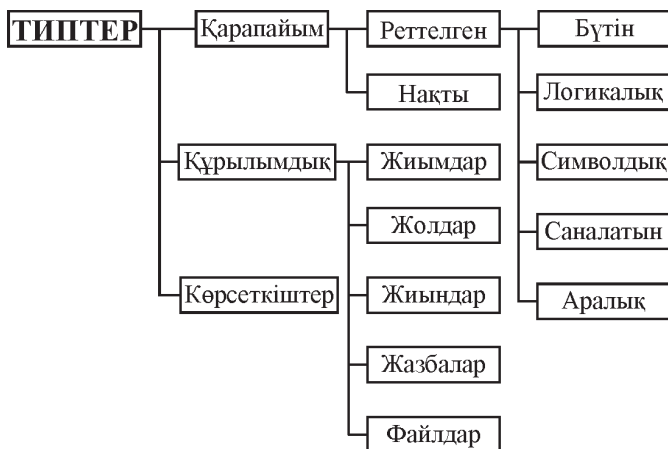 ТИПТЕР
Қарапайым
Реттелген
Бүтін
Нақты
Логикалық
Құрылымдық
Жиымдар
Символдық
Жолдар
Саналатын
Көрсеткіштер
Жиындар
Аралық
Жазбалар
Файлдар